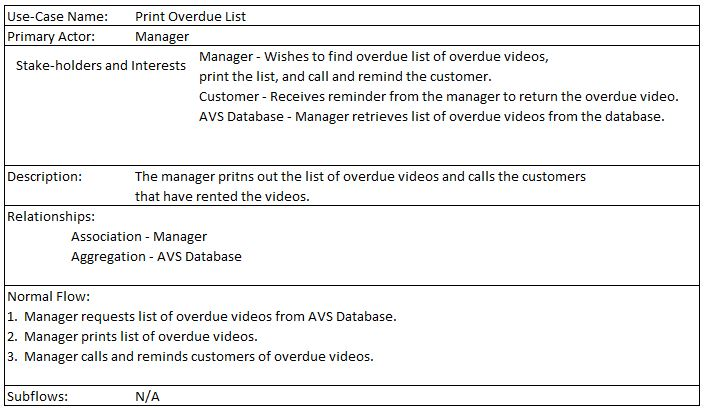 Use-Case Name: Print Overdue List
Primary Actor: Manager
Stake-holders and Interests Manager - Wishes to find overdue list of overdue videos,
print the list, and call and remind the customer.
Customer - Receives reminder from the manager to return the overdue video.
AVS Database - Manager retrieves list of overdue videos from the database.
Description: The manager pritns out the list of overdue videos and calls the customers
that have rented the videos.
Relationships:
Association - Manager
Aggregation - AVS Database
Normal Flow:
1. Manager requests list of overdue videos from AVS Database.
2. Manager prints list of overdue videos.
3. Manager calls and reminds customers of overdue videos.
Subflows: N/A